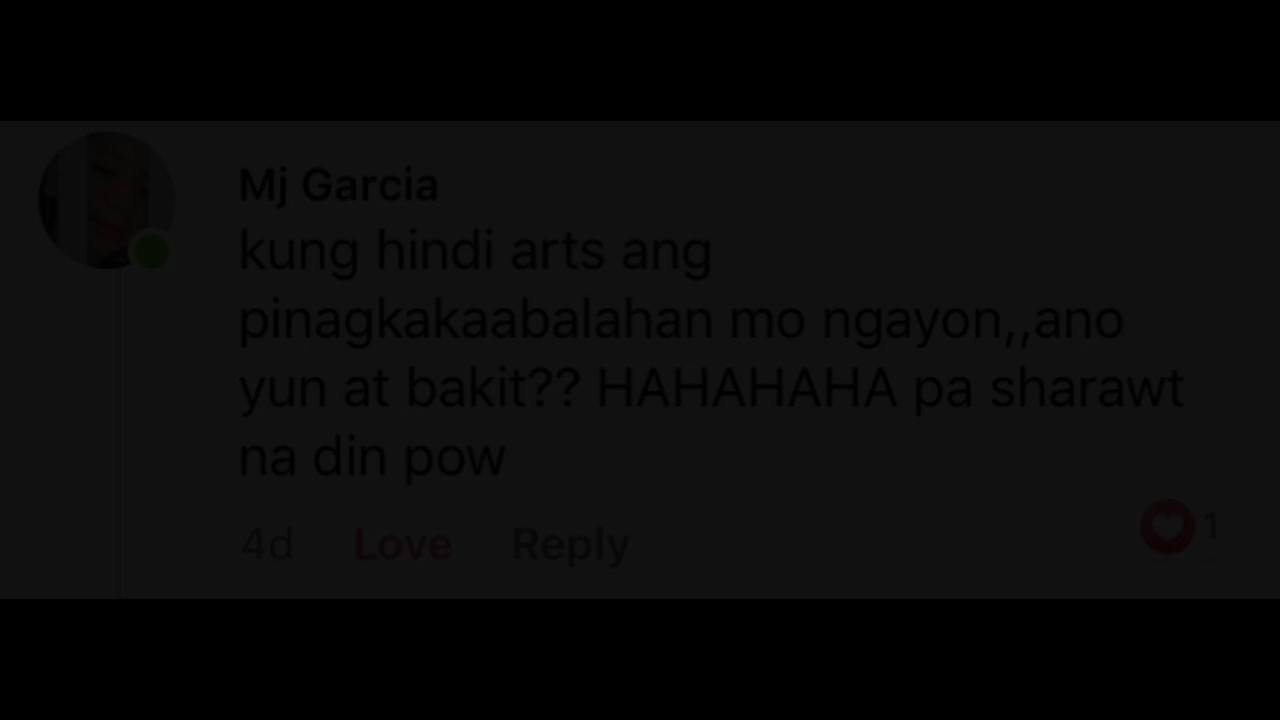 Mj Garcia
kung hindi arts ang
pinagkakaabalahan mo ngayon,,ano
yun at bakit?? HAHAHAHA pa sharawt
na din pow
4d Love Reply 1